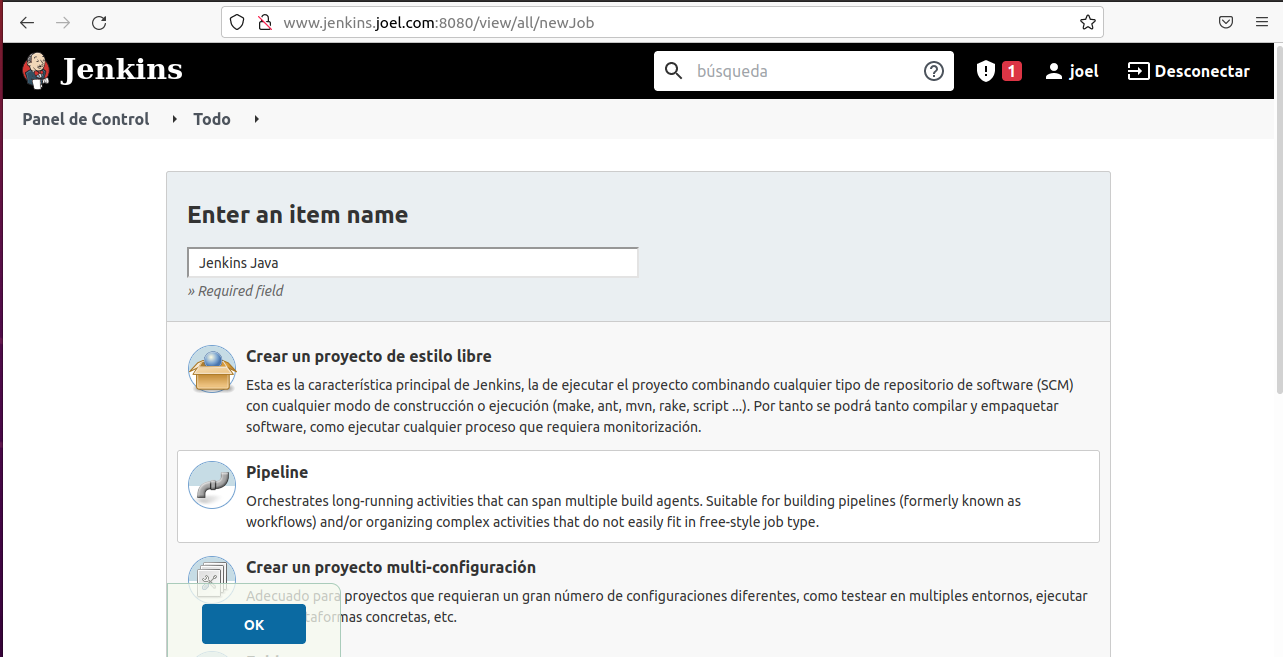 www.jenkins.joel.com:8080/view/all/newJob
Jenkins
búsqueda
1
joel
Desconectar
Panel de Control
Todo
Enter an item name
Jenkins Java
» Required field
Crear un proyecto de estilo libre
Esta es la característica principal de Jenkins, la de ejecutar el proyecto combinando cualquier tipo de repositorio de software (SCM)
con cualquier modo de construcción o ejecución (make, ant, mvn, rake, script ...). Por tanto se podrá tanto compilar y empaquetar
software, como ejecutar cualquier proceso que requiera monitorización.
Pipeline
Orchestrates long-running activities that can span multiple build agents. Suitable for building pipelines (formerly known as
workflows) and/or organizing complex activities that do not easily fit in free-style job type.
Crear un proyecto multi-configuración
Adecuado para proyectos que requieran un gran número de configuraciones diferentes, como testear en multiples entornos, ejecutar
concretas, etc.
OK